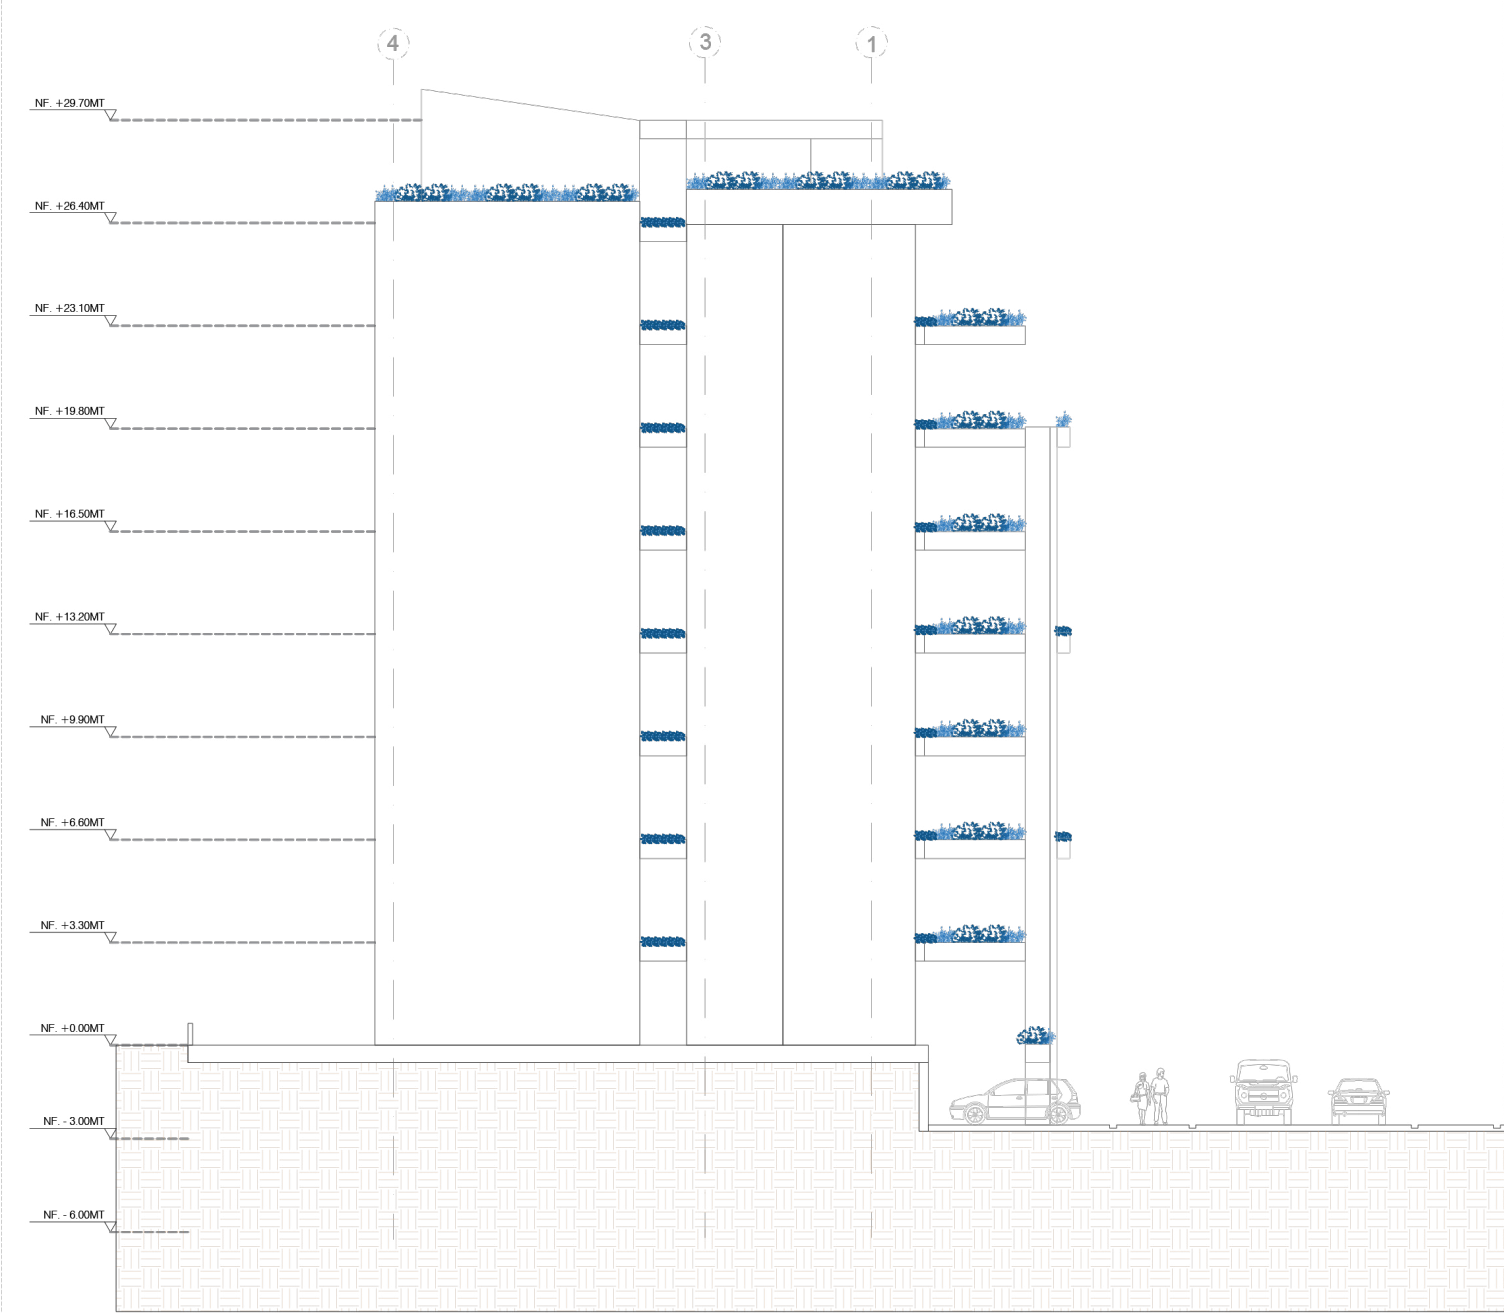 4
3
1
NF. +29.70MT
NF. +26.40MT
NF. +23.10MT
NF. +19.80MT
NF. +16.50MT
NF. +13.20MT
NF. +9.90MT
NF. +6.60MT
NF. +3.30MT
NF. +0.00MT
NF. - 3.00MT
NF. - 6.00MT